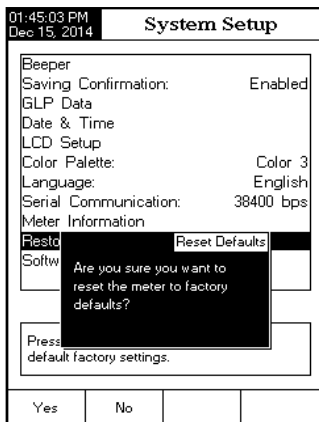 01:45:03 PM
Dec 15, 2014
System Setup
Beeper
Saving Confirmation: Enabled
GLP Data
Date & Time
LCD Setup
Color Palette: Color 3
Language: English
Serial Communication: 38400 bps
Meter Information
Resto
Softw
Reset Defaults
Are you sure you want to
reset the meter to factory
defaults?
Press
default factory settings.
Yes No